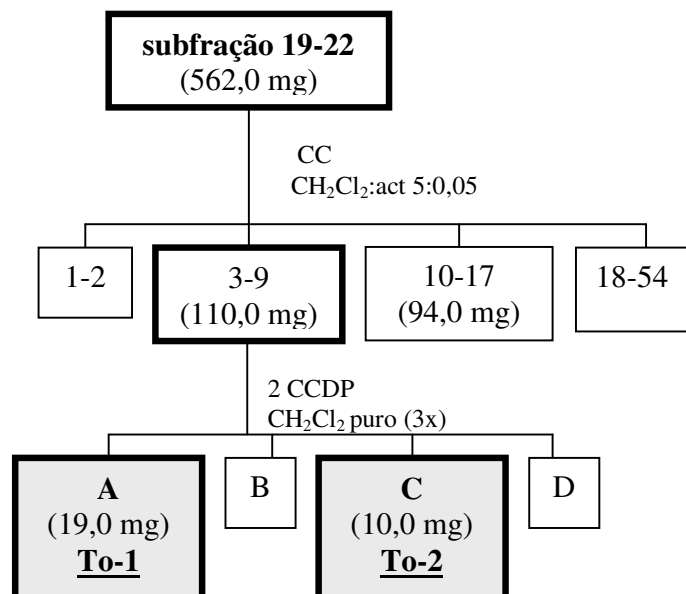 subfração 19-22
(562,0 mg)
CC
CH₂Cl₂:act 5:0,05
1-2
3-9
(110,0 mg)
10-17
(94,0 mg)
18-54
2 CCDP
CH₂Cl₂ puro (3x)
A
(19,0 mg)
To-1
B
C
(10,0 mg)
To-2
D